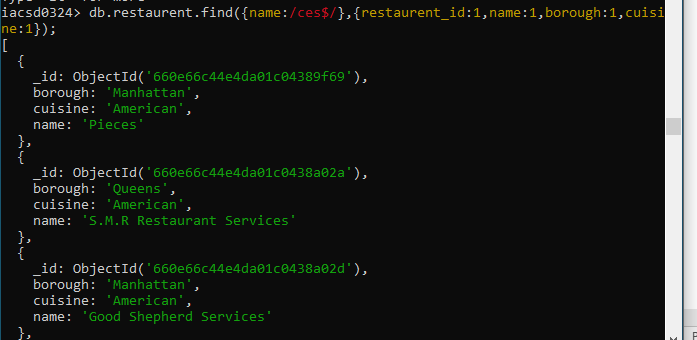 iacsd0324> db.restaurent.find({name:/ces$/},{restaurent_id:1,name:1,borough:1,cuisi
ne:1});
[
  {
    _id: ObjectId('660e66c44e4da01c04389f69'),
    borough: 'Manhattan',
    cuisine: 'American',
    name: 'Pieces'
  },
  {
    _id: ObjectId('660e66c44e4da01c0438a02a'),
    borough: 'Queens',
    cuisine: 'American',
    name: 'S.M.R Restaurant Services'
  },
  {
    _id: ObjectId('660e66c44e4da01c0438a02d'),
    borough: 'Manhattan',
    cuisine: 'American',
    name: 'Good Shepherd Services'
  },